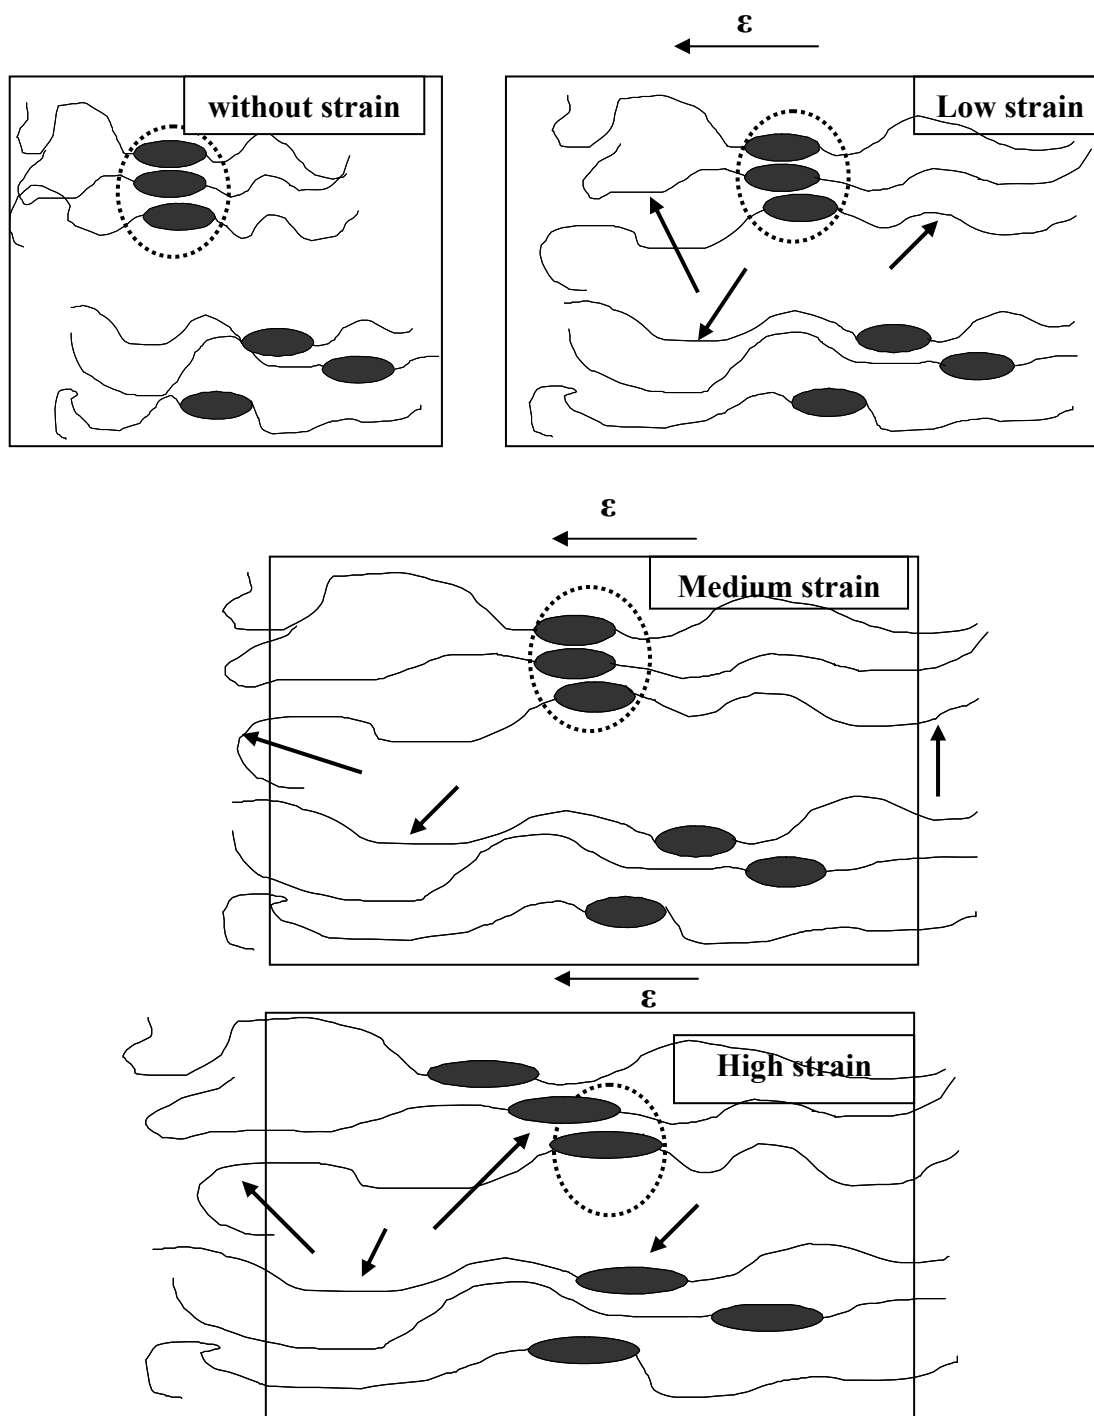 ε
without strain
Low strain
ε
Medium strain
ε
High strain